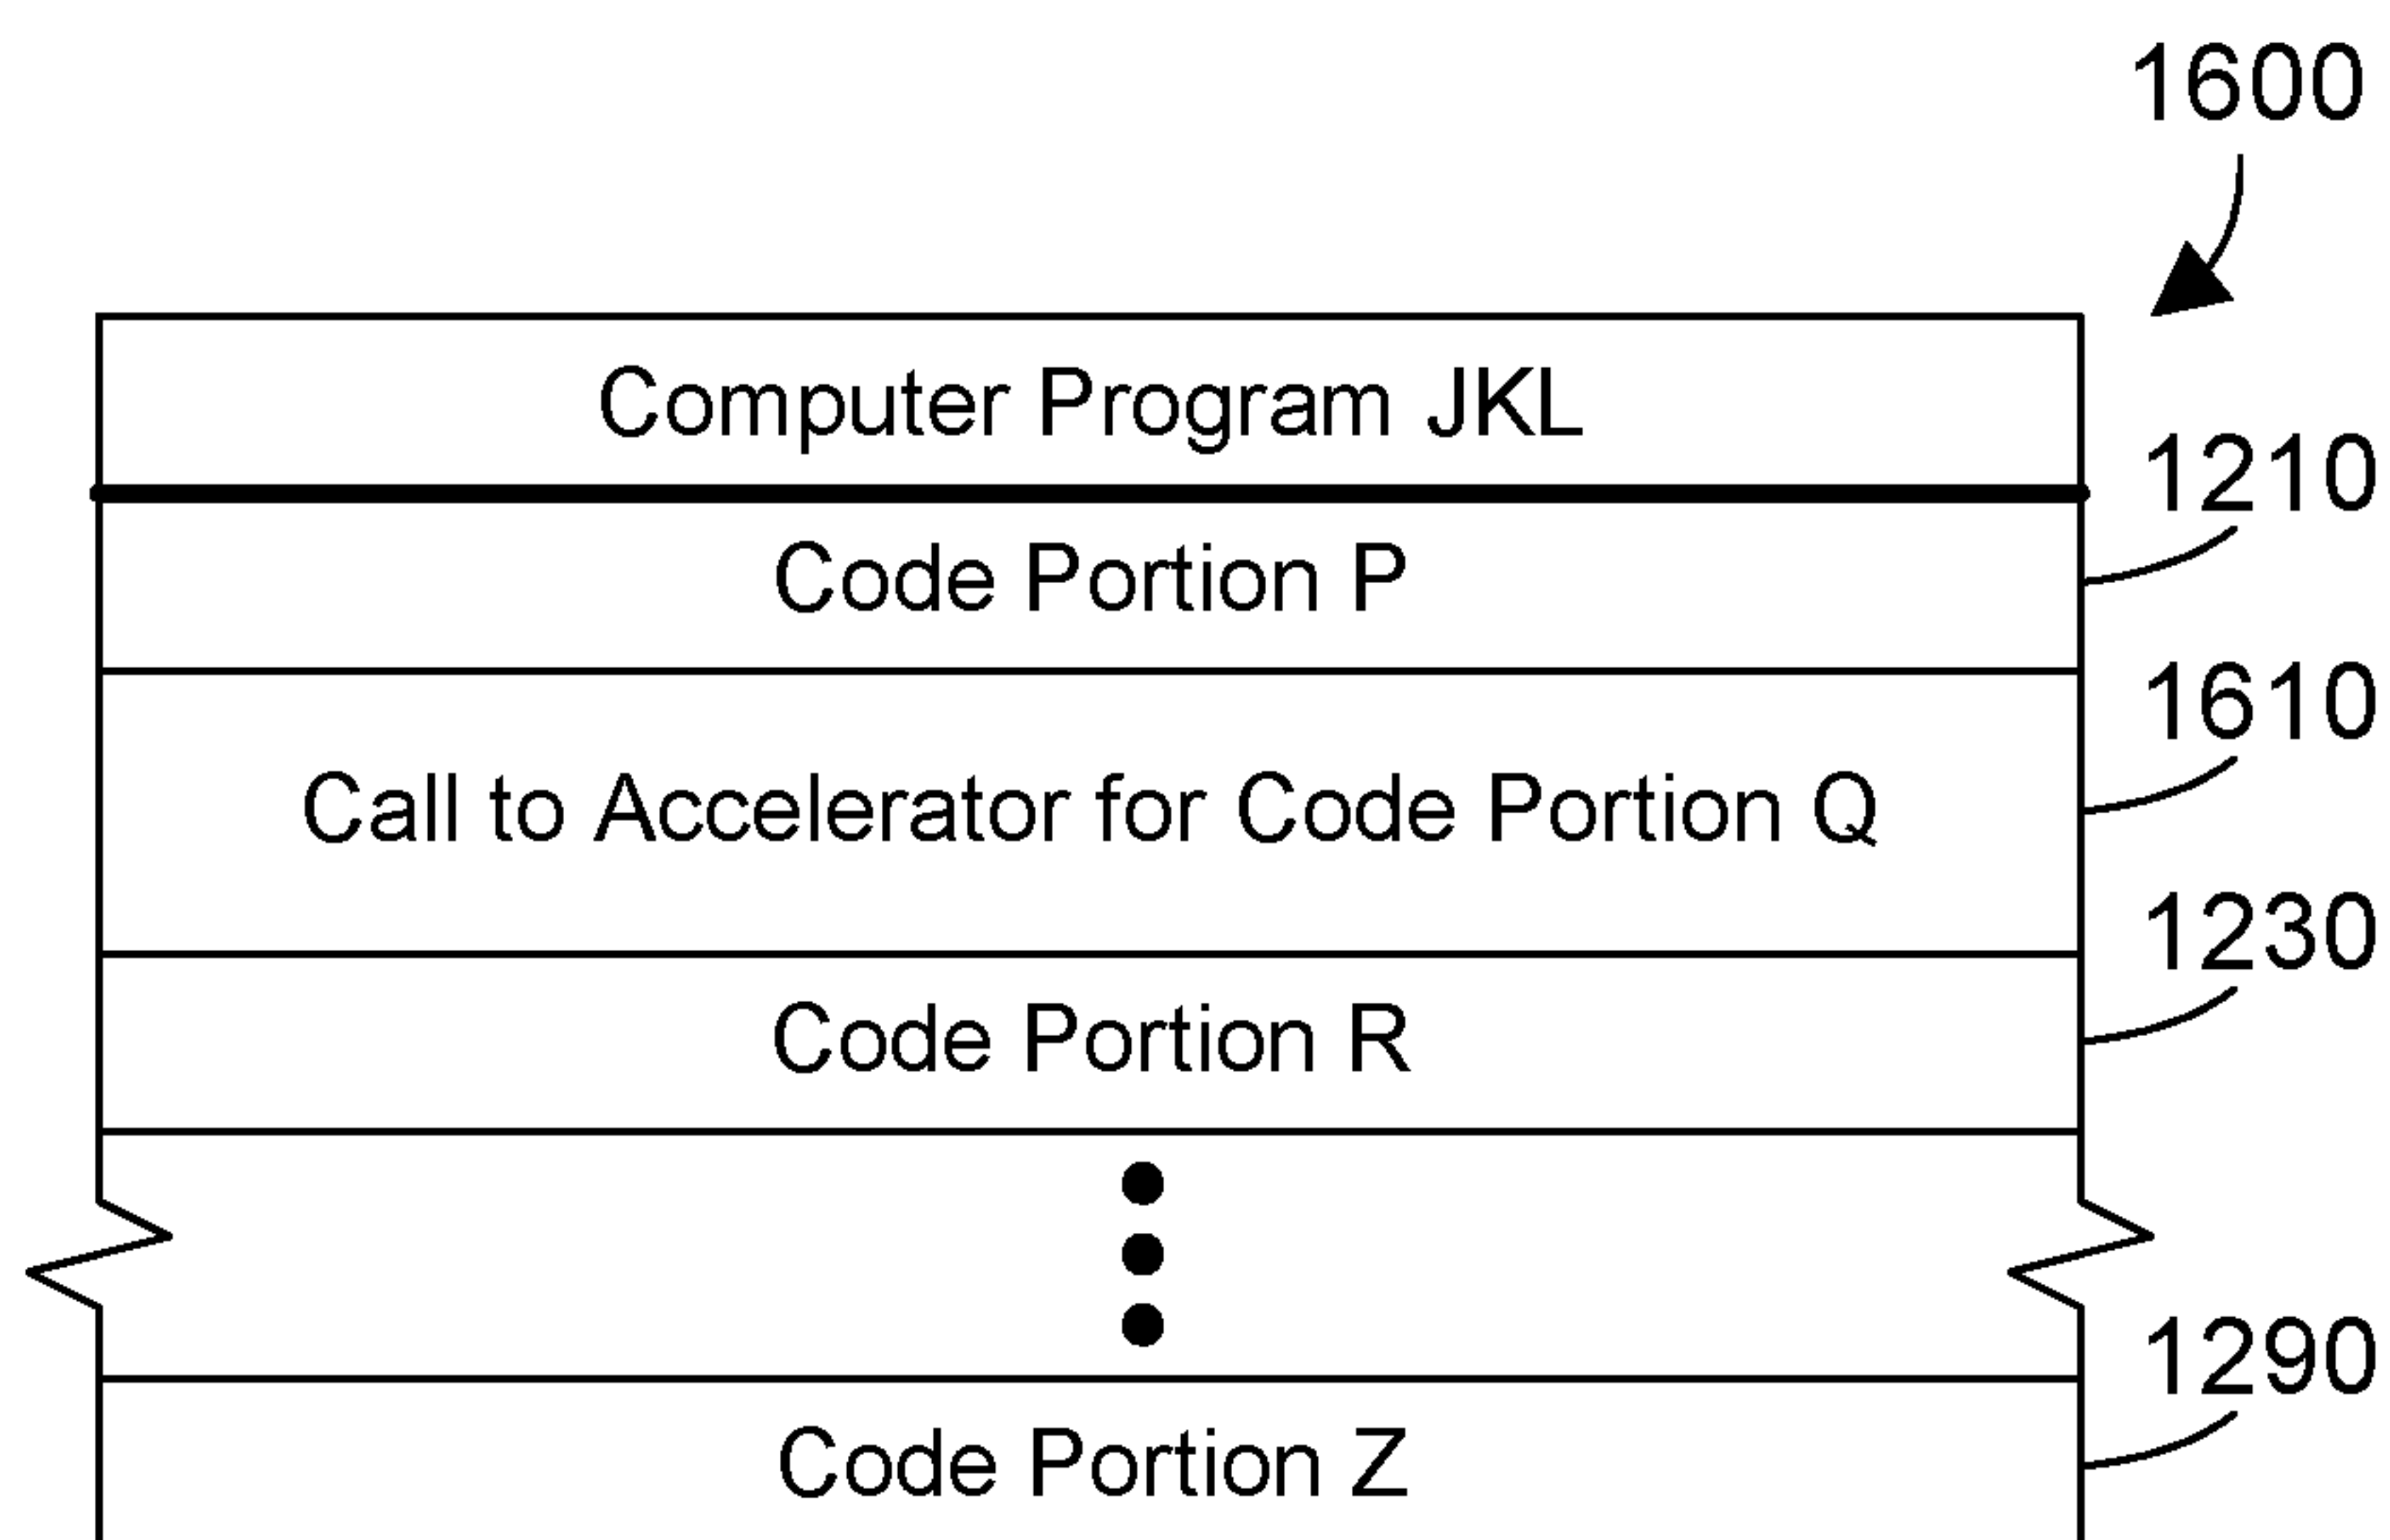 1600
Computer Program JKL
1210
Code Portion P
1610
Call to Accelerator for Code Portion Q
1230
Code Portion R
1290
Code Portion Z